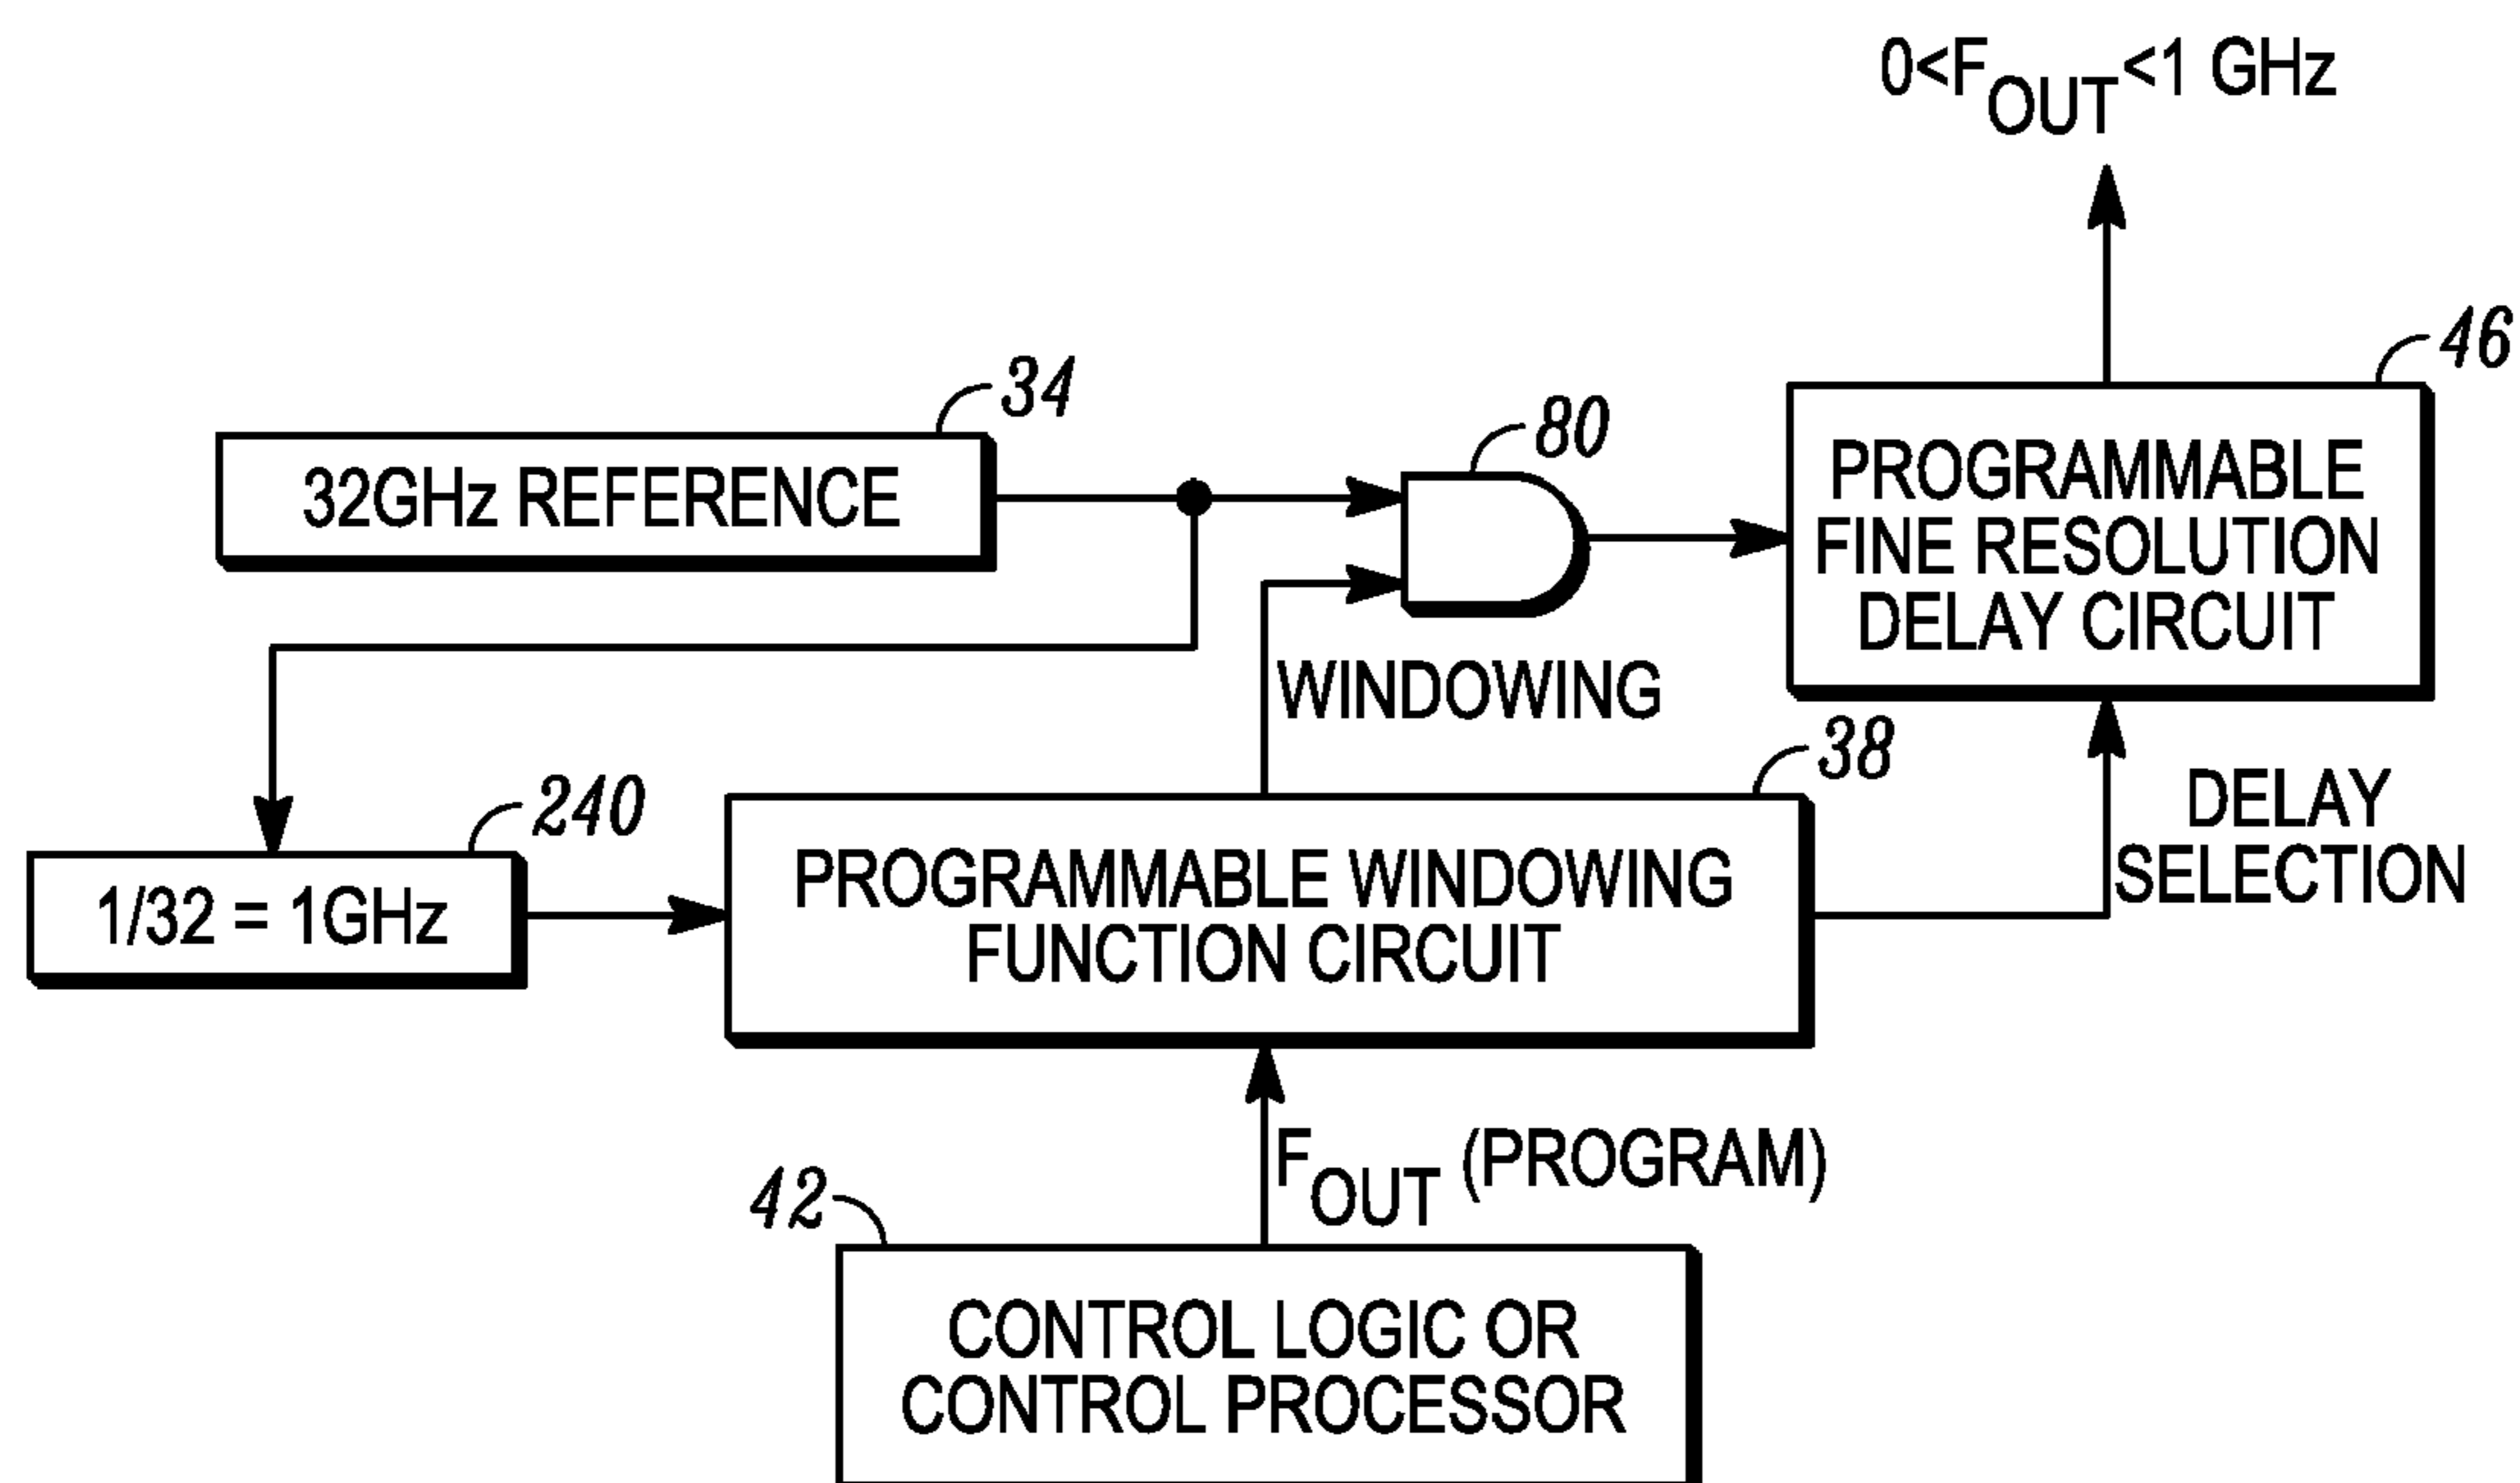 0<FOUT<1 GHz
46
34
80
32GHz REFERENCE
PROGRAMMABLE
FINE RESOLUTION
DELAY CIRCUIT
WINDOWING
38
240
DELAY
SELECTION
1/32 = 1GHz
PROGRAMMABLE WINDOWING
FUNCTION CIRCUIT
FOUT (PROGRAM)
42
CONTROL LOGIC OR
CONTROL PROCESSOR